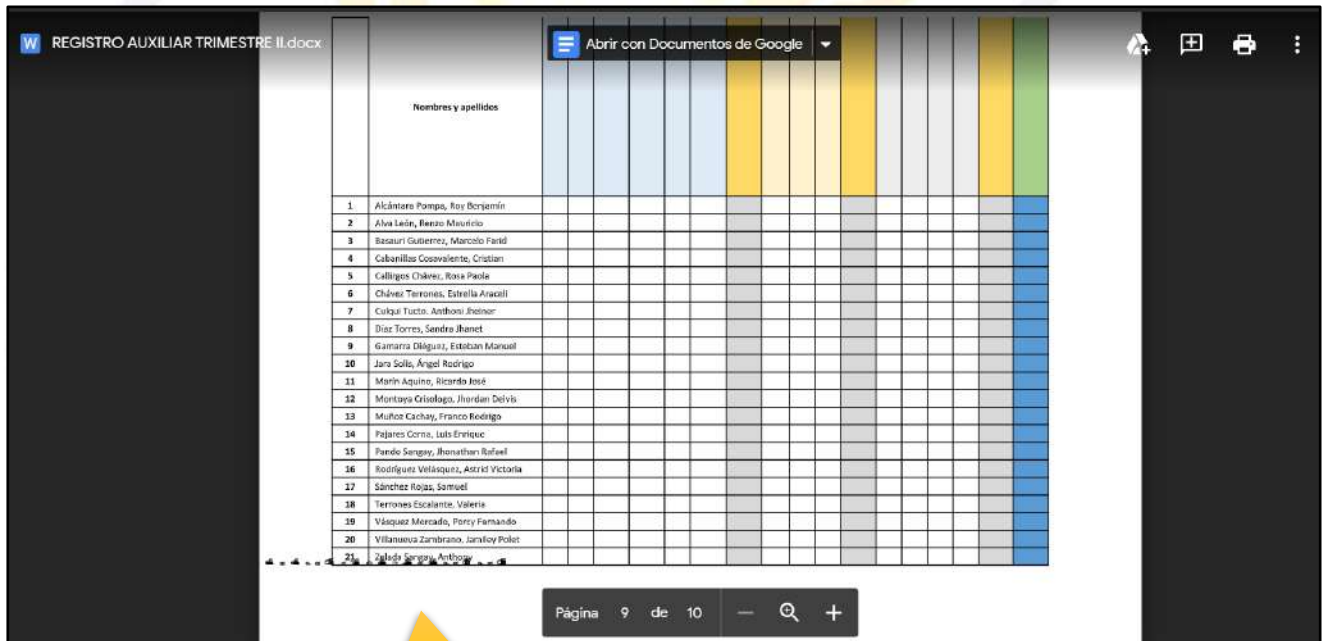 REGISTRO AUXILIAR TRIMESTRE II.docx
Abrir con Documentos de Google
Nombres y apellidos
1 Alcántara Pompa, Roy Benjamín
2 Alva León, Renzo Mauricio
3 Basauri Gutierrez, Marcelo Farid
4 Cabanillas Cosavalente, Cristian
5 Callirgos Chávez, Rosa Paola
6 Chávez Terrones, Estrella Araceli
7 Culqui Tucto, Anthoni Jheiner
8 Díaz Torres, Sandra Jhanet
9 Gamarra Diéguez, Esteban Manuel
10 Jara Solis, Ángel Rodrigo
11 Marín Aquino, Ricardo José
12 Montoya Crisologo, Jhordan Deivis
13 Muñoz Cachay, Franco Rodrigo
14 Pajares Cerna, Luis Enrique
15 Pando Sangay, Jhonathan Rafael
16 Rodríguez Velásquez, Astrid Victoria
17 Sánchez Rojas, Samuel
18 Terrones Escalante, Valeria
19 Vásquez Mercado, Percy Fernando
20 Villanueva Zambrano, Jamiley Polet
21 Zelada Sangay, Anthony
Página 9 de 10